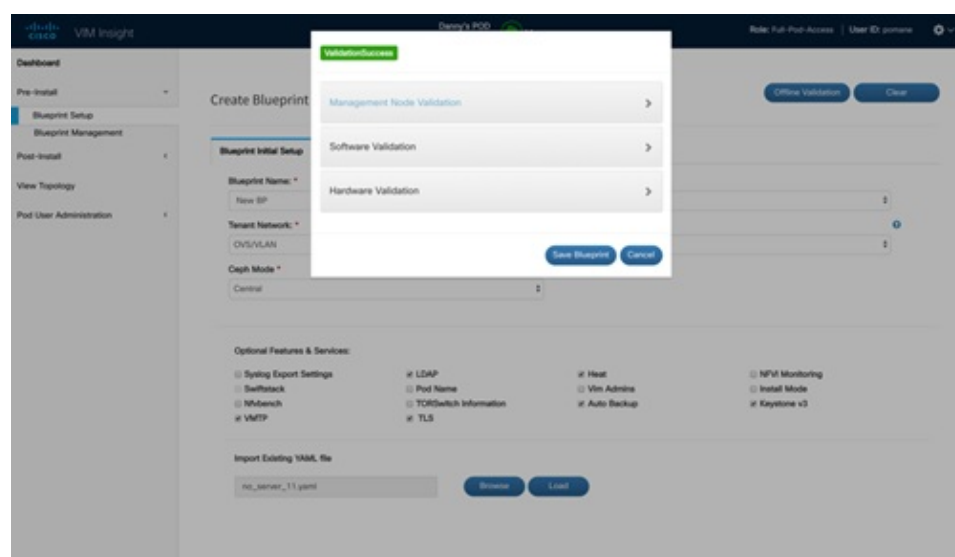 cisco VIM Insight
Danny's POD
Role: Full-Pod-Access | User ID: pomane
Dashboard
Pre-Install
Blueprint Setup
Blueprint Management
Post-Install
View Topology
Pod User Administration
ValidationSuccess
Management Node Validation
Software Validation
Hardware Validation
Save Blueprint Cancel
Create Blueprint
Offline Validation Clear
Blueprint Initial Setup
Blueprint Name: *
New BP
Tenant Network: *
OVS/VLAN
Ceph Mode *
Central
Optional Features & Services:
Syslog Export Settings LDAP Heat NFVI Monitoring
Swiftstack Pod Name Vim Admins Install Mode
Nfvbench TORSwitch Information Auto Backup Keystone v3
VMTP TLS
Import Existing YAML file
no_server_11.yaml Browse Load